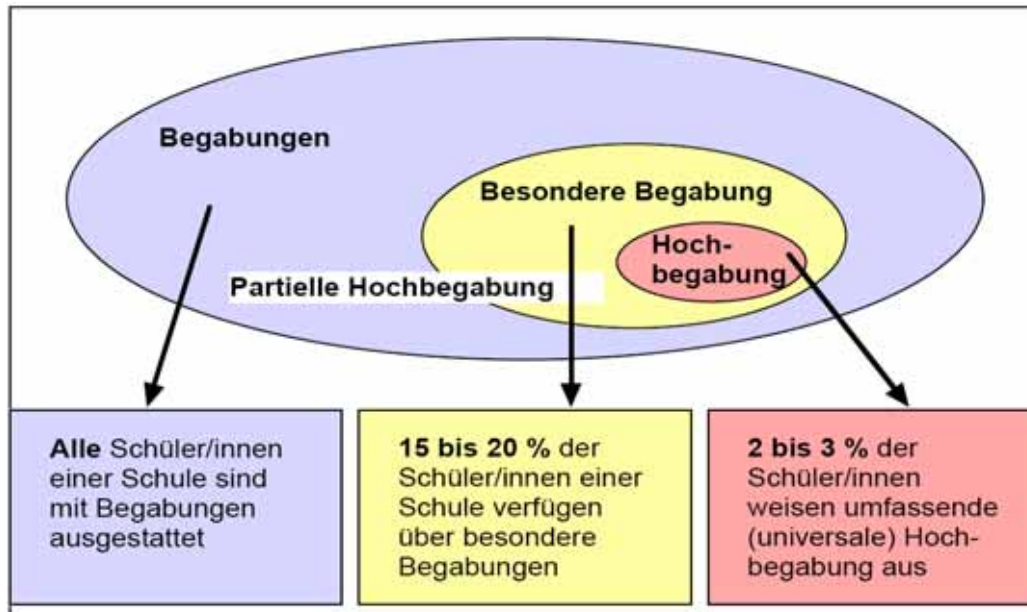 Begabungen
Besondere Begabung
Hoch-
begabung
Partielle Hochbegabung
Alle Schüler/innen
einer Schule sind
mit Begabungen
ausgestattet
15 bis 20 % der
Schüler/innen einer
Schule verfügen
über besondere
Begabungen
2 bis 3 % der
Schüler/innen
weisen umfassende
(universale) Hoch-
begabung aus